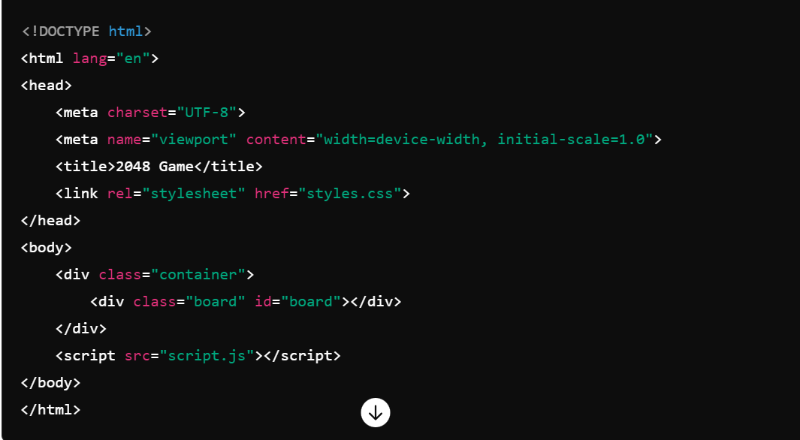 <!DOCTYPE html>
<html lang="en">
<head>
    <meta charset="UTF-8">
    <meta name="viewport" content="width=device-width, initial-scale=1.0">
    <title>2048 Game</title>
    <link rel="stylesheet" href="styles.css">
</head>
<body>
    <div class="container">
        <div class="board" id="board"></div>
    </div>
    <script src="script.js"></script>
</body>
</html>